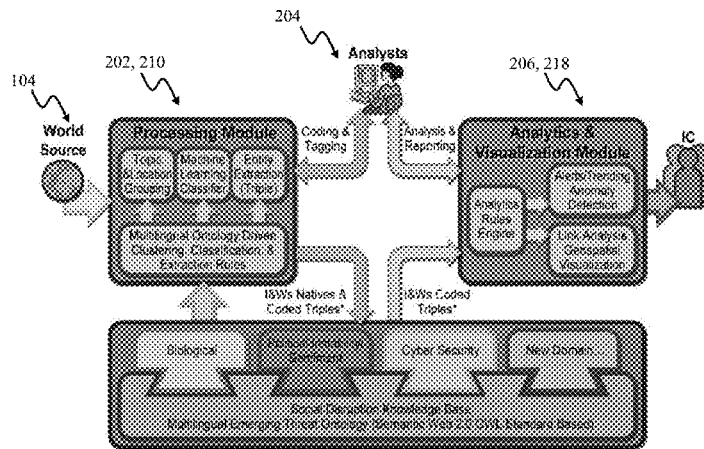 204
202, 210
206, 218
104
Analysts
World
Source
Processing Module
Coding &
Tagging
Analysis &
Reporting
Analytics &
Visualization Module
IC
Topic
&Location
Grouping
Machine
Learning
Classifier
Entity
Extraction
(Triple)
Analytics
Rules
Engine
Alerts/Trending
Anomaly
Detection
Link Analysis
Geospatial
Visualization
Multilingual Ontology Driven
Clustering, Classification, &
Extraction Rules
I&Ws Natives &
Coded Triples*
I&Ws Coded
Triples*
Biological
Sentiment
Cyber Security
New Domain...
Social Disruption Knowledge Base
Multilingual Emerging Threat Ontology (Semantic Web 2.0 OWL Standard Based)